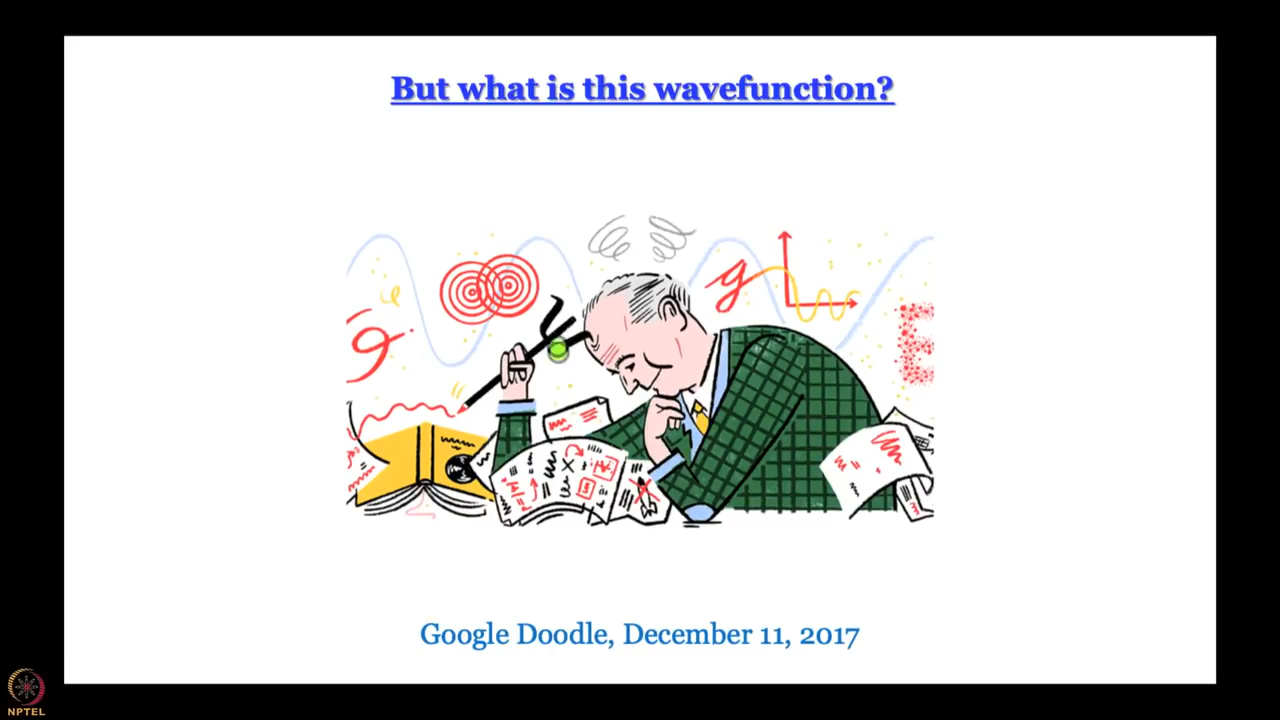 But what is this wavefunction?
g
E
Google Doodle, December 11, 2017
NPTEL